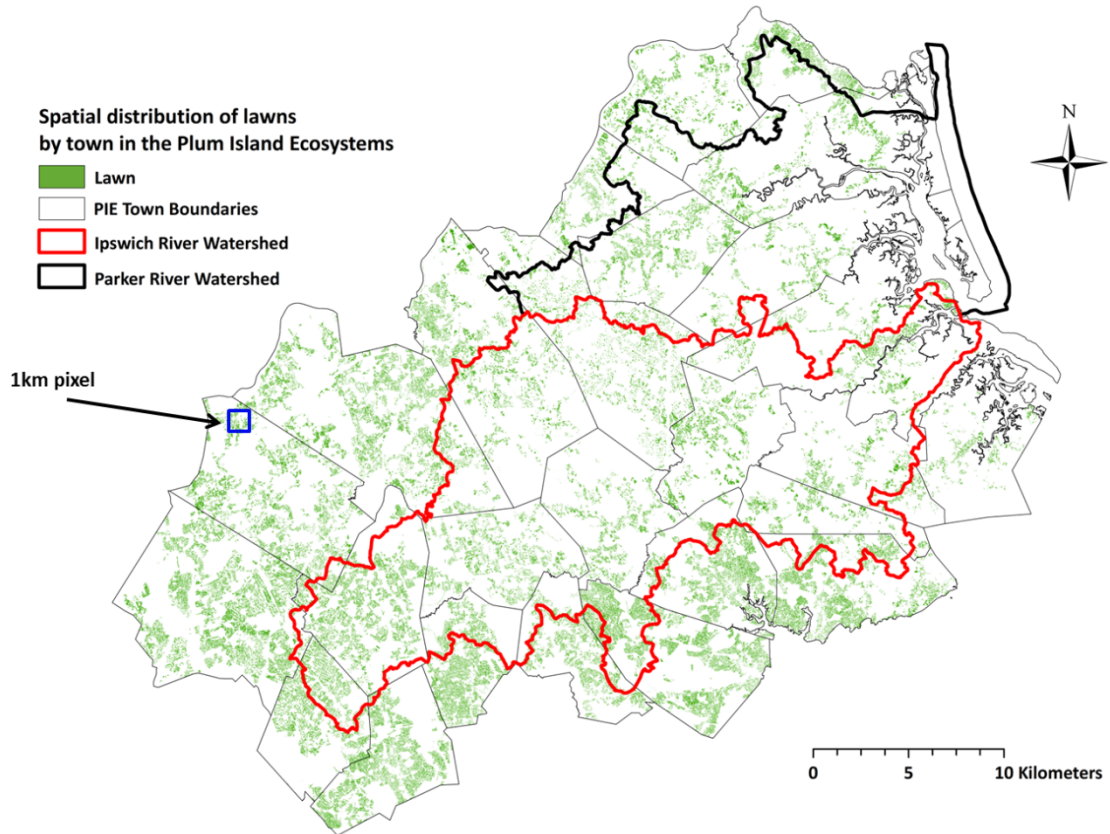 Spatial distribution of lawns
by town in the Plum Island Ecosystems
Lawn
PIE Town Boundaries
Ipswich River Watershed
Parker River Watershed
N
1km pixel
0 5 10 Kilometers